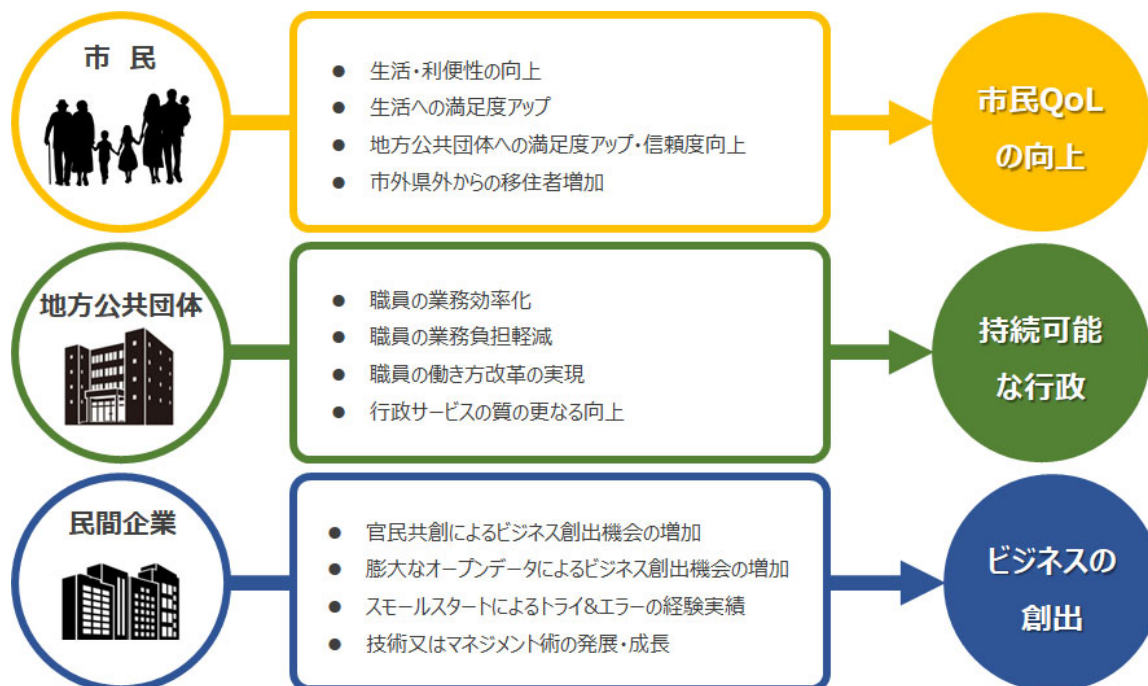 市 民
● 生活・利便性の向上
● 生活への満足度アップ
● 地方公共団体への満足度アップ・信頼度向上
● 市外県外からの移住者増加
市民QoL
の向上
地方公共団体
● 職員の業務効率化
● 職員の業務負担軽減
● 職員の働き方改革の実現
● 行政サービスの質の更なる向上
持続可能
な行政
民間企業
● 官民共創によるビジネス創出機会の増加
● 膨大なオープンデータによるビジネス創出機会の増加
● スモールスタートによるトライ&エラーの経験実績
● 技術又はマネジメント術の発展・成長
ビジネスの
創出